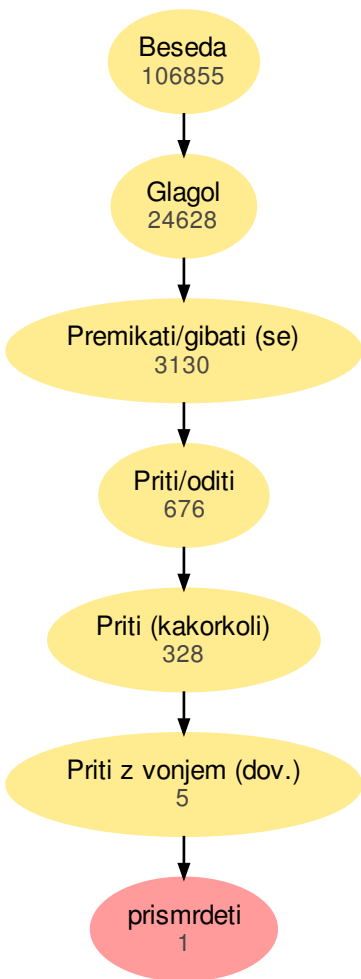 Beseda
106855
Glagol
24628
Premikati/gibati (se)
3130
Priti/oditi
676
Priti (kakorkoli)
328
Priti z vonjem (dov.)
5
prismrdeti
1